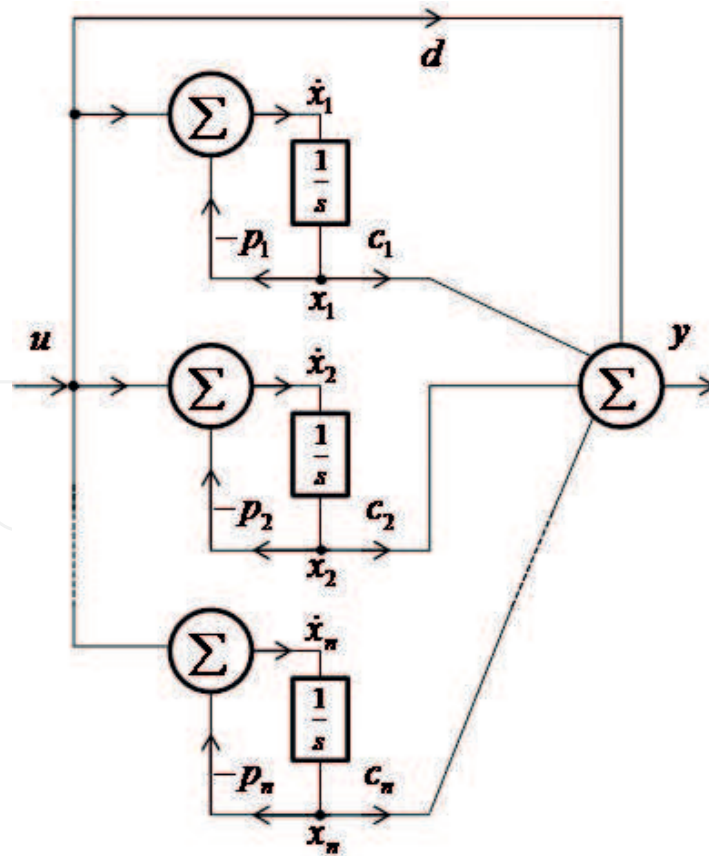 d
Σ
ẋ₁
1/s
−p₁
c₁
x₁
u
Σ
ẋ₂
1/s
−p₂
c₂
x₂
Σ
y
Σ
ẋₙ
1/s
−pₙ
cₙ
xₙ